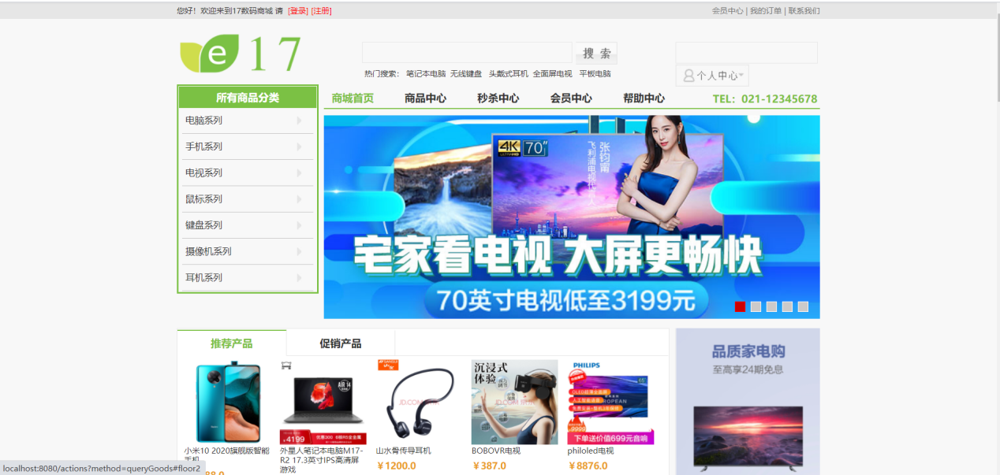 您好！欢迎来到17数码商城 请 [登录] [注册]
会员中心 | 我的订单 | 联系我们
e 17
搜 索
热门搜索： 笔记本电脑 无线键盘 头戴式耳机 全面屏电视 平板电脑
个人中心
所有商品分类
商城首页 商品中心 秒杀中心 会员中心 帮助中心
TEL：021-12345678
电脑系列
手机系列
电视系列
鼠标系列
键盘系列
摄像机系列
耳机系列
4K 70"
ULTRA HD
张钧甯
飞利浦电视代言人
宅家看电视 大屏更畅快
70英寸电视低至3199元
推荐产品 促销产品
品质家电购
至高享24期免息
AIR 14
¥4199
沉浸式
体验
PHILIPS
65"
下单送价值699元音响
小米10 2020旗舰版智能
手机
88.0
外星人笔记本电脑M17-
R2 17.3英寸IPS高清屏
游戏
山水骨传导耳机
¥1200.0
BOBOVR电视
¥387.0
philoled电视
¥8876.0
localhost:8080/actions?method=queryGoods#floor2